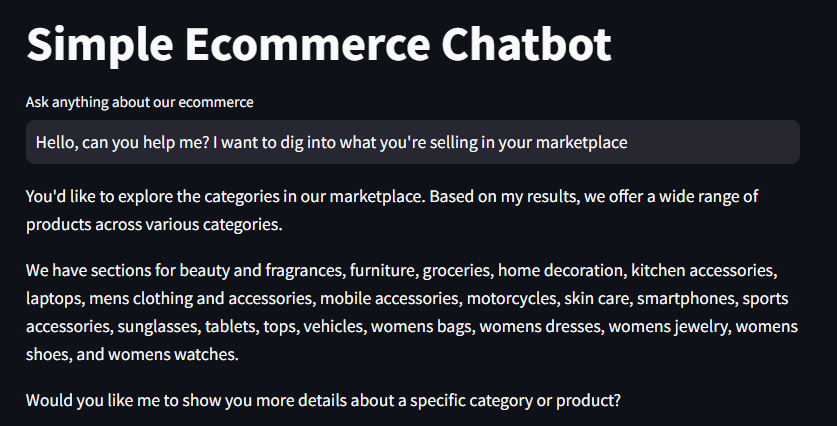 Simple Ecommerce Chatbot
Ask anything about our ecommerce
Hello, can you help me? I want to dig into what you're selling in your marketplace
You'd like to explore the categories in our marketplace. Based on my results, we offer a wide range of
products across various categories.
We have sections for beauty and fragrances, furniture, groceries, home decoration, kitchen accessories,
laptops, mens clothing and accessories, mobile accessories, motorcycles, skin care, smartphones, sports
accessories, sunglasses, tablets, tops, vehicles, womens bags, womens dresses, womens jewelry, womens
shoes, and womens watches.
Would you like me to show you more details about a specific category or product?